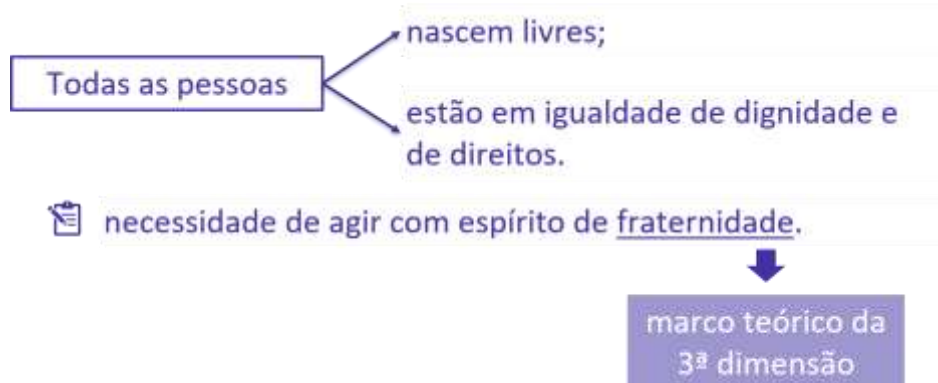 nascem livres;
Todas as pessoas
estão em igualdade de dignidade e
de direitos.
necessidade de agir com espírito de fraternidade.
marco teórico da
3ª dimensão